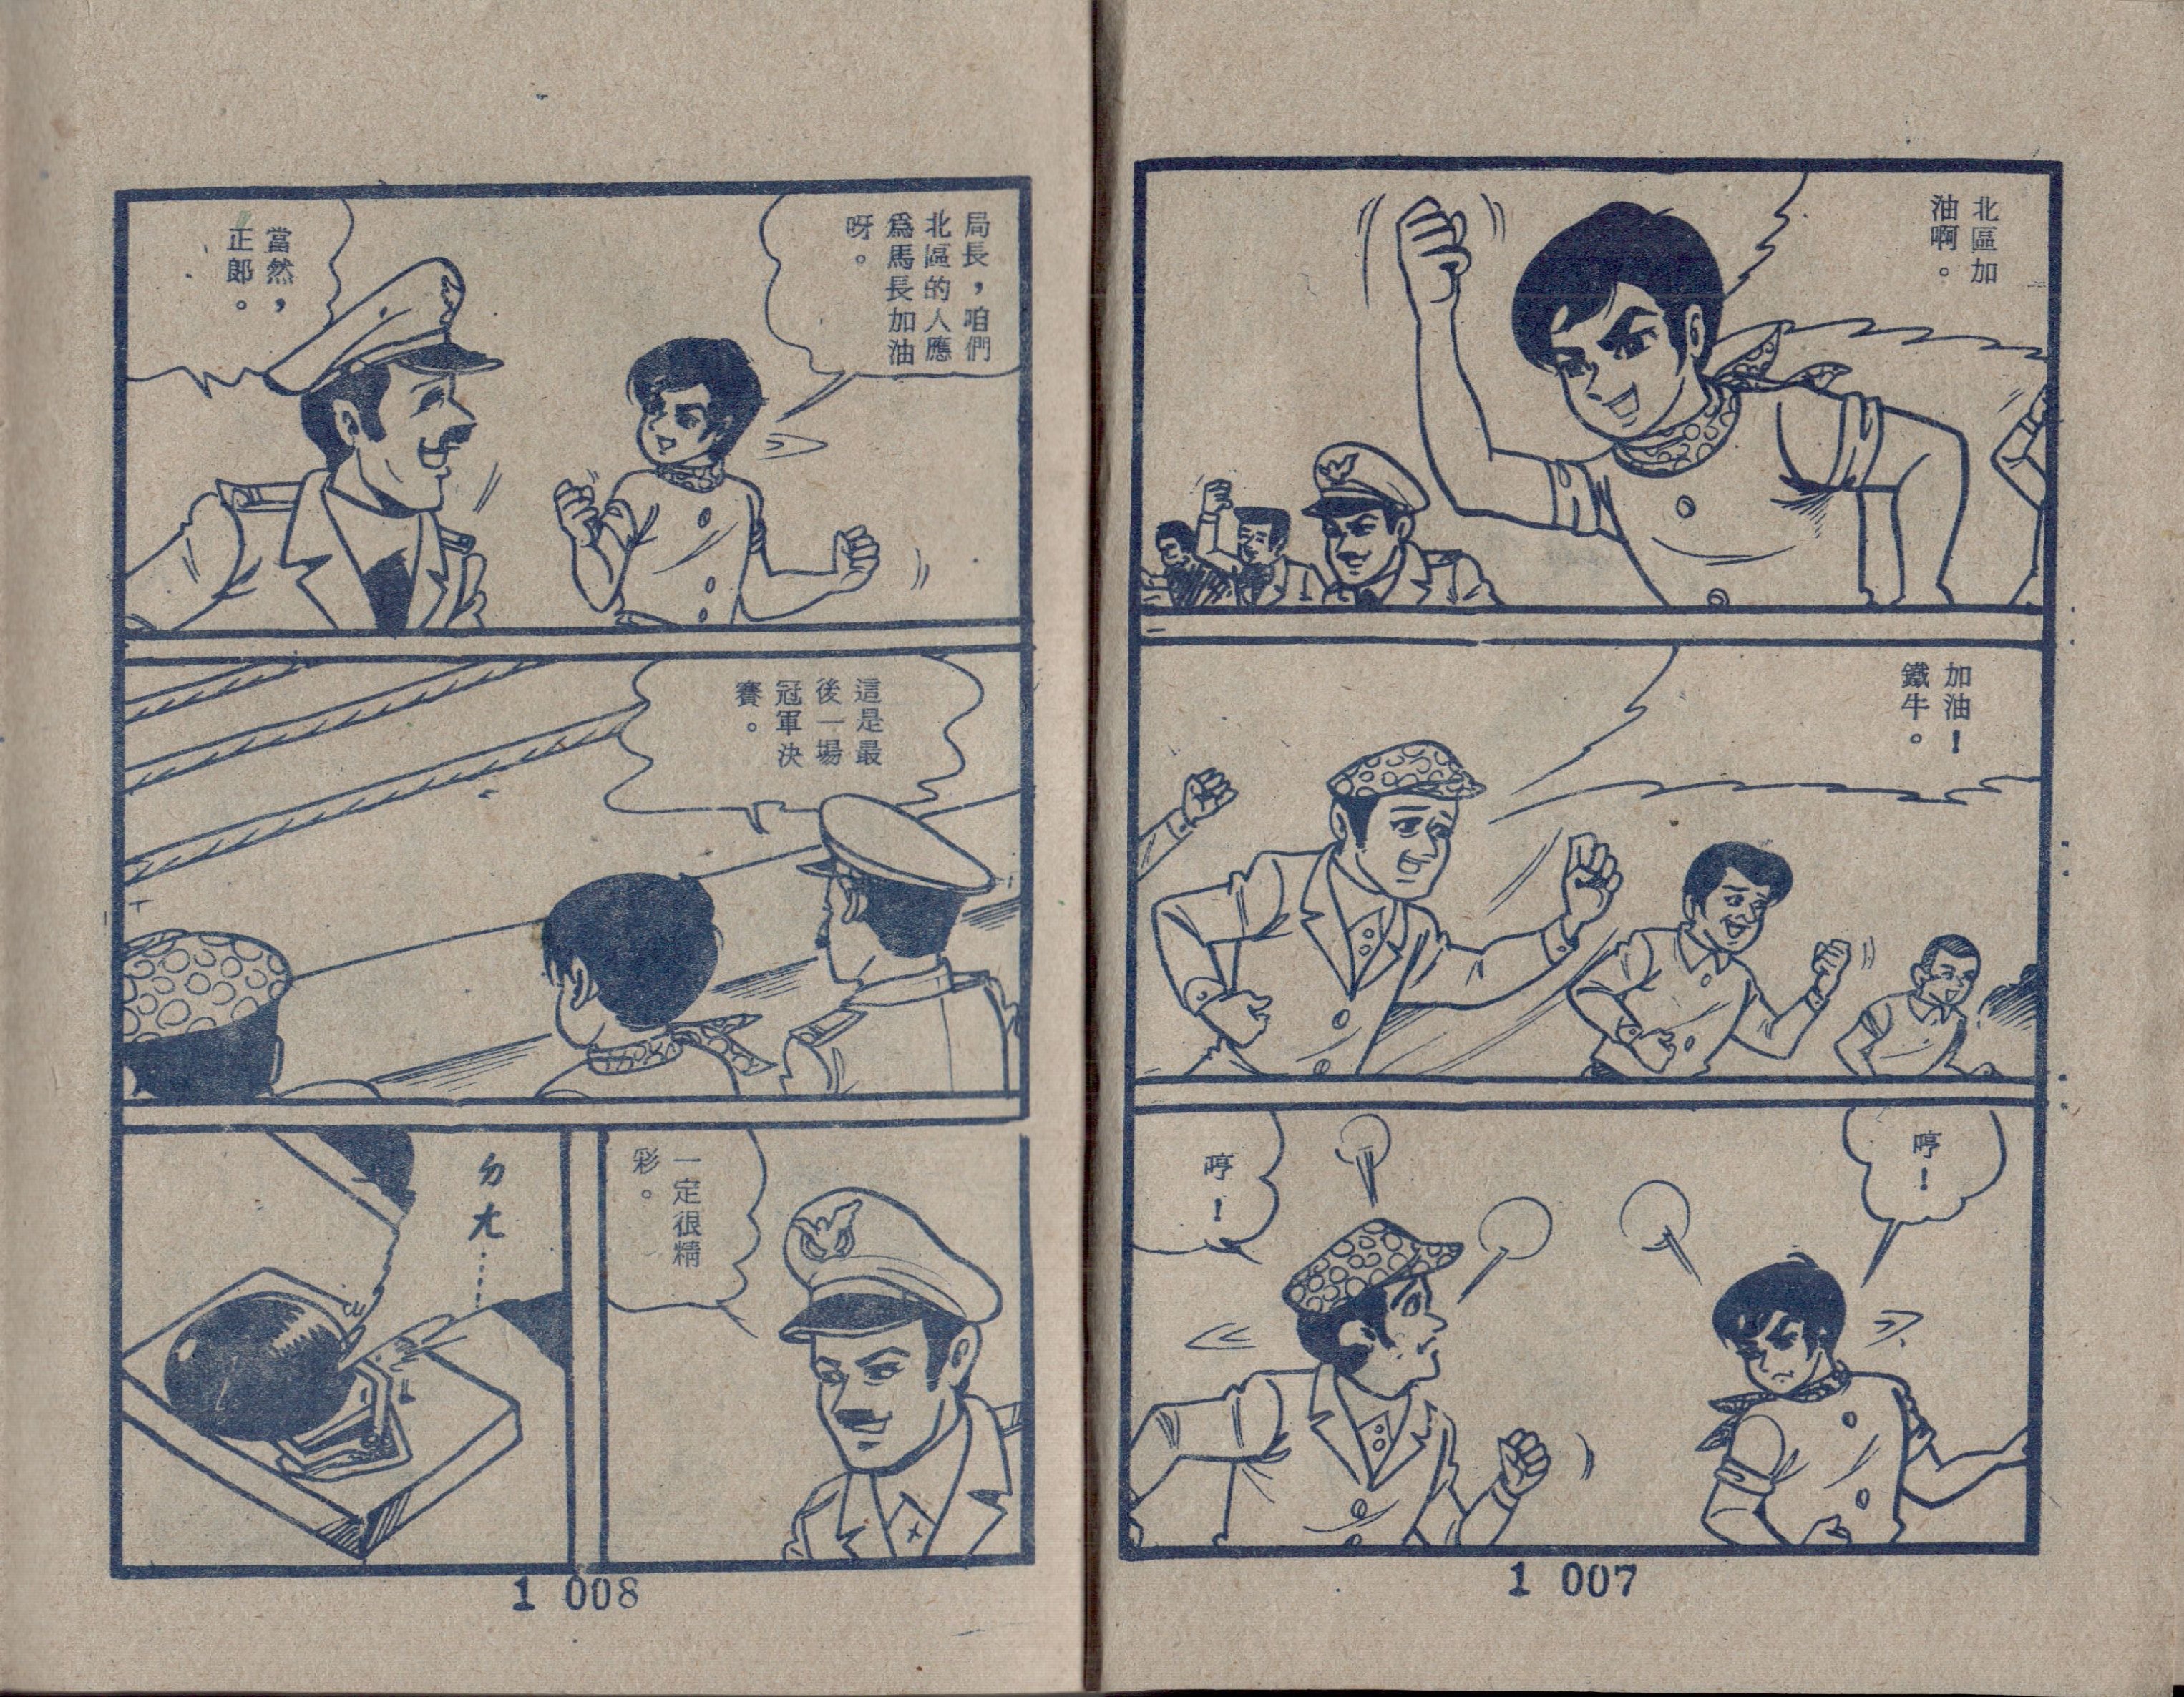 北區加
油啊。
加油！
鐵牛。
哼！
哼！
1 007
局長，咱們
北區的人應
爲馬長加油
呀。
當然，
正郎。
這是最
後一場
冠軍決
賽。
一定很精
彩。
ㄉㄤ……
1 008